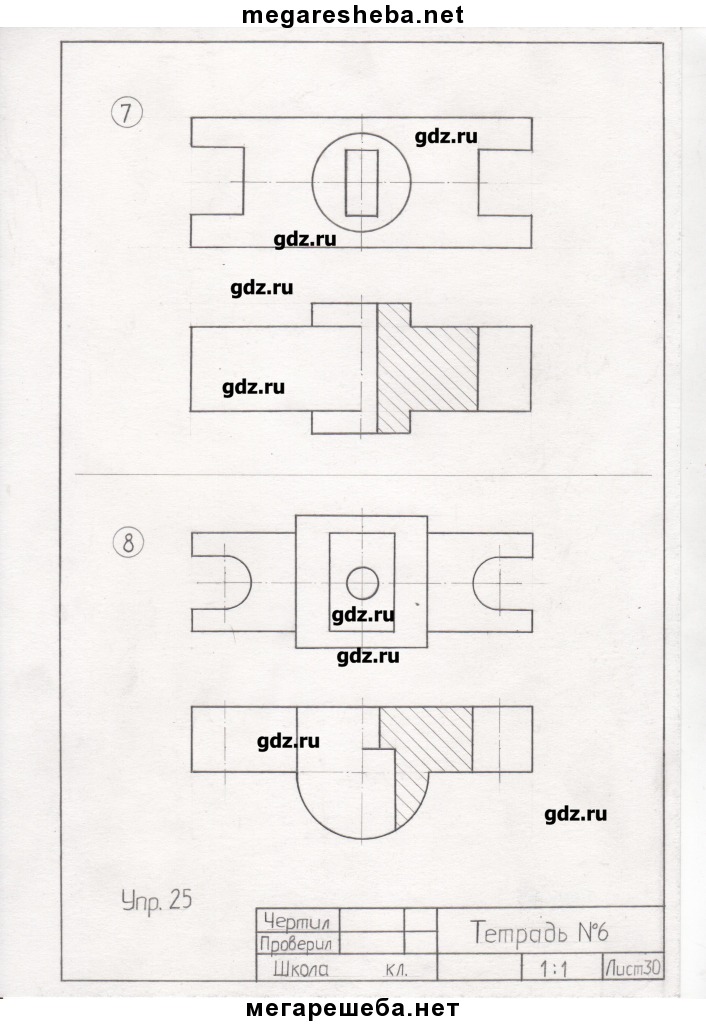 megaresheba.net
7
gdz.ru
gdz.ru
gdz.ru
gdz.ru
8
gdz.ru
gdz.ru
gdz.ru
gdz.ru
Упр. 25
Чертил
Тетрадь №6
Проверил
Школа кл. 1:1 Лист30
мегарешеба.нет